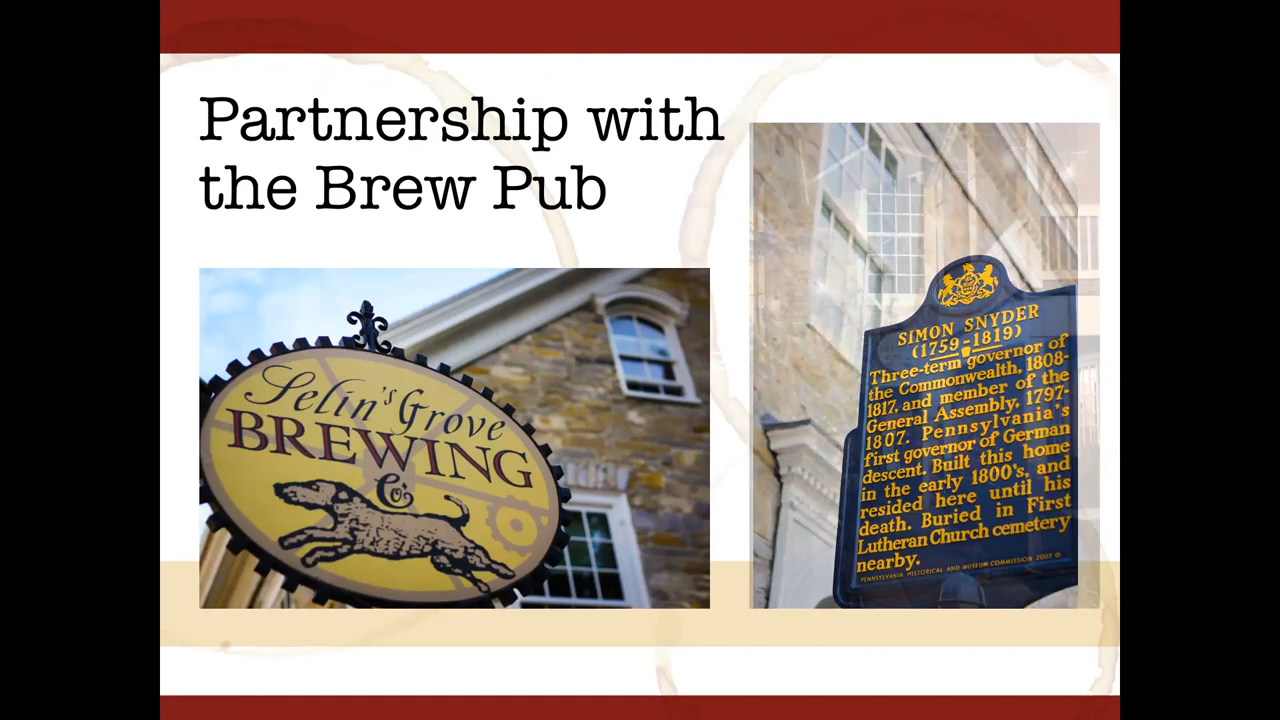 Partnership with
the Brew Pub
Selin's Grove
BREWING
Co.
SIMON SNYDER
(1759-1819)
Three-term governor of
the Commonwealth, 1808-
1817, and member of the
General Assembly, 1797-
1807. Pennsylvania's
first governor of German
descent. Built this home
in the early 1800's, and
resided here until his
death. Buried in First
Lutheran Church cemetery
nearby.
PENNSYLVANIA HISTORICAL AND MUSEUM COMMISSION 2007 ©